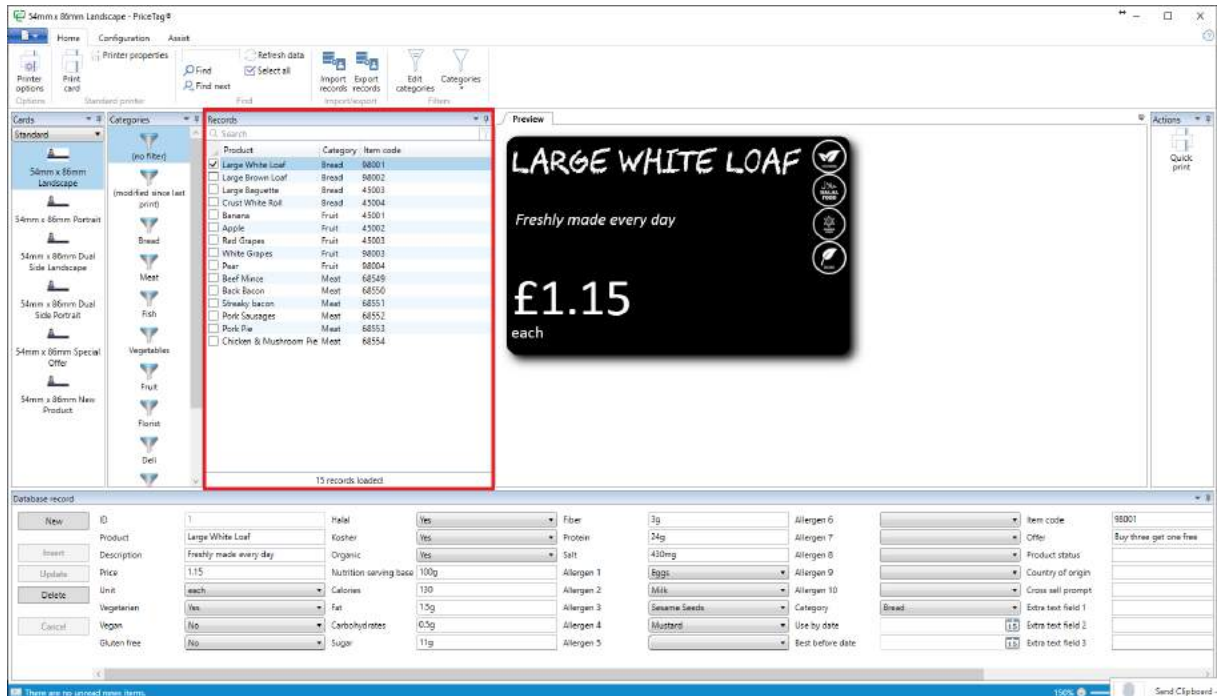 54mm x 86mm Landscape - PriceTag®
Home Configuration Assist
Printer properties
Refresh data
Find Select all
Find next
Printer options
Print card
Import records
Export records
Edit categories
Categories
Options Standard printer Find Import/export Filters
Cards Categories Records Preview Actions
Standard
Search
Quick print
54mm x 86mm Landscape
54mm x 86mm Portrait
54mm x 86mm Dual Side Landscape
54mm x 86mm Dual Side Portrait
54mm x 86mm Special Offer
54mm x 86mm New Product
(no filter)
(modified since last print)
Bread
Meat
Fish
Vegetables
Fruit
Florist
Deli
Product Category Item code
Large White Loaf Bread 98001
Large Brown Loaf Bread 98002
Large Baguette Bread 45003
Crust White Roll Bread 45004
Banana Fruit 45001
Apple Fruit 45002
Red Grapes Fruit 45003
White Grapes Fruit 98003
Pear Fruit 98004
Beef Mince Meat 68549
Back Bacon Meat 68550
Streaky bacon Meat 68551
Pork Sausages Meat 68552
Pork Pie Meat 68553
Chicken & Mushroom Pie Meat 68554
15 records loaded
LARGE WHITE LOAF
HALAL
FOOD
Freshly made every day
£1.15
each
Database record
New ID 1 Halal Yes Fiber 3g Allergen 6 Item code 98001
Product Large White Loaf Kosher Yes Protein 24g Allergen 7 Offer Buy three get one free
Insert Description Freshly made every day Organic Yes Salt 430mg Allergen 8 Product status
Update Price 1.15 Nutrition serving base 100g Allergen 1 Eggs Allergen 9 Country of origin
Delete Unit each Calories 130 Allergen 2 Milk Allergen 10 Cross sell prompt
Vegetarian Yes Fat 15g Allergen 3 Sesame Seeds Category Bread Extra text field 1
Cancel Vegan No Carbohydrates 0.5g Allergen 4 Mustard Use by date 15 Extra text field 2
Gluten free No Sugar 11g Allergen 5 Best before date 15 Extra text field 3
There are no unread news items. 150% Send Clipboard